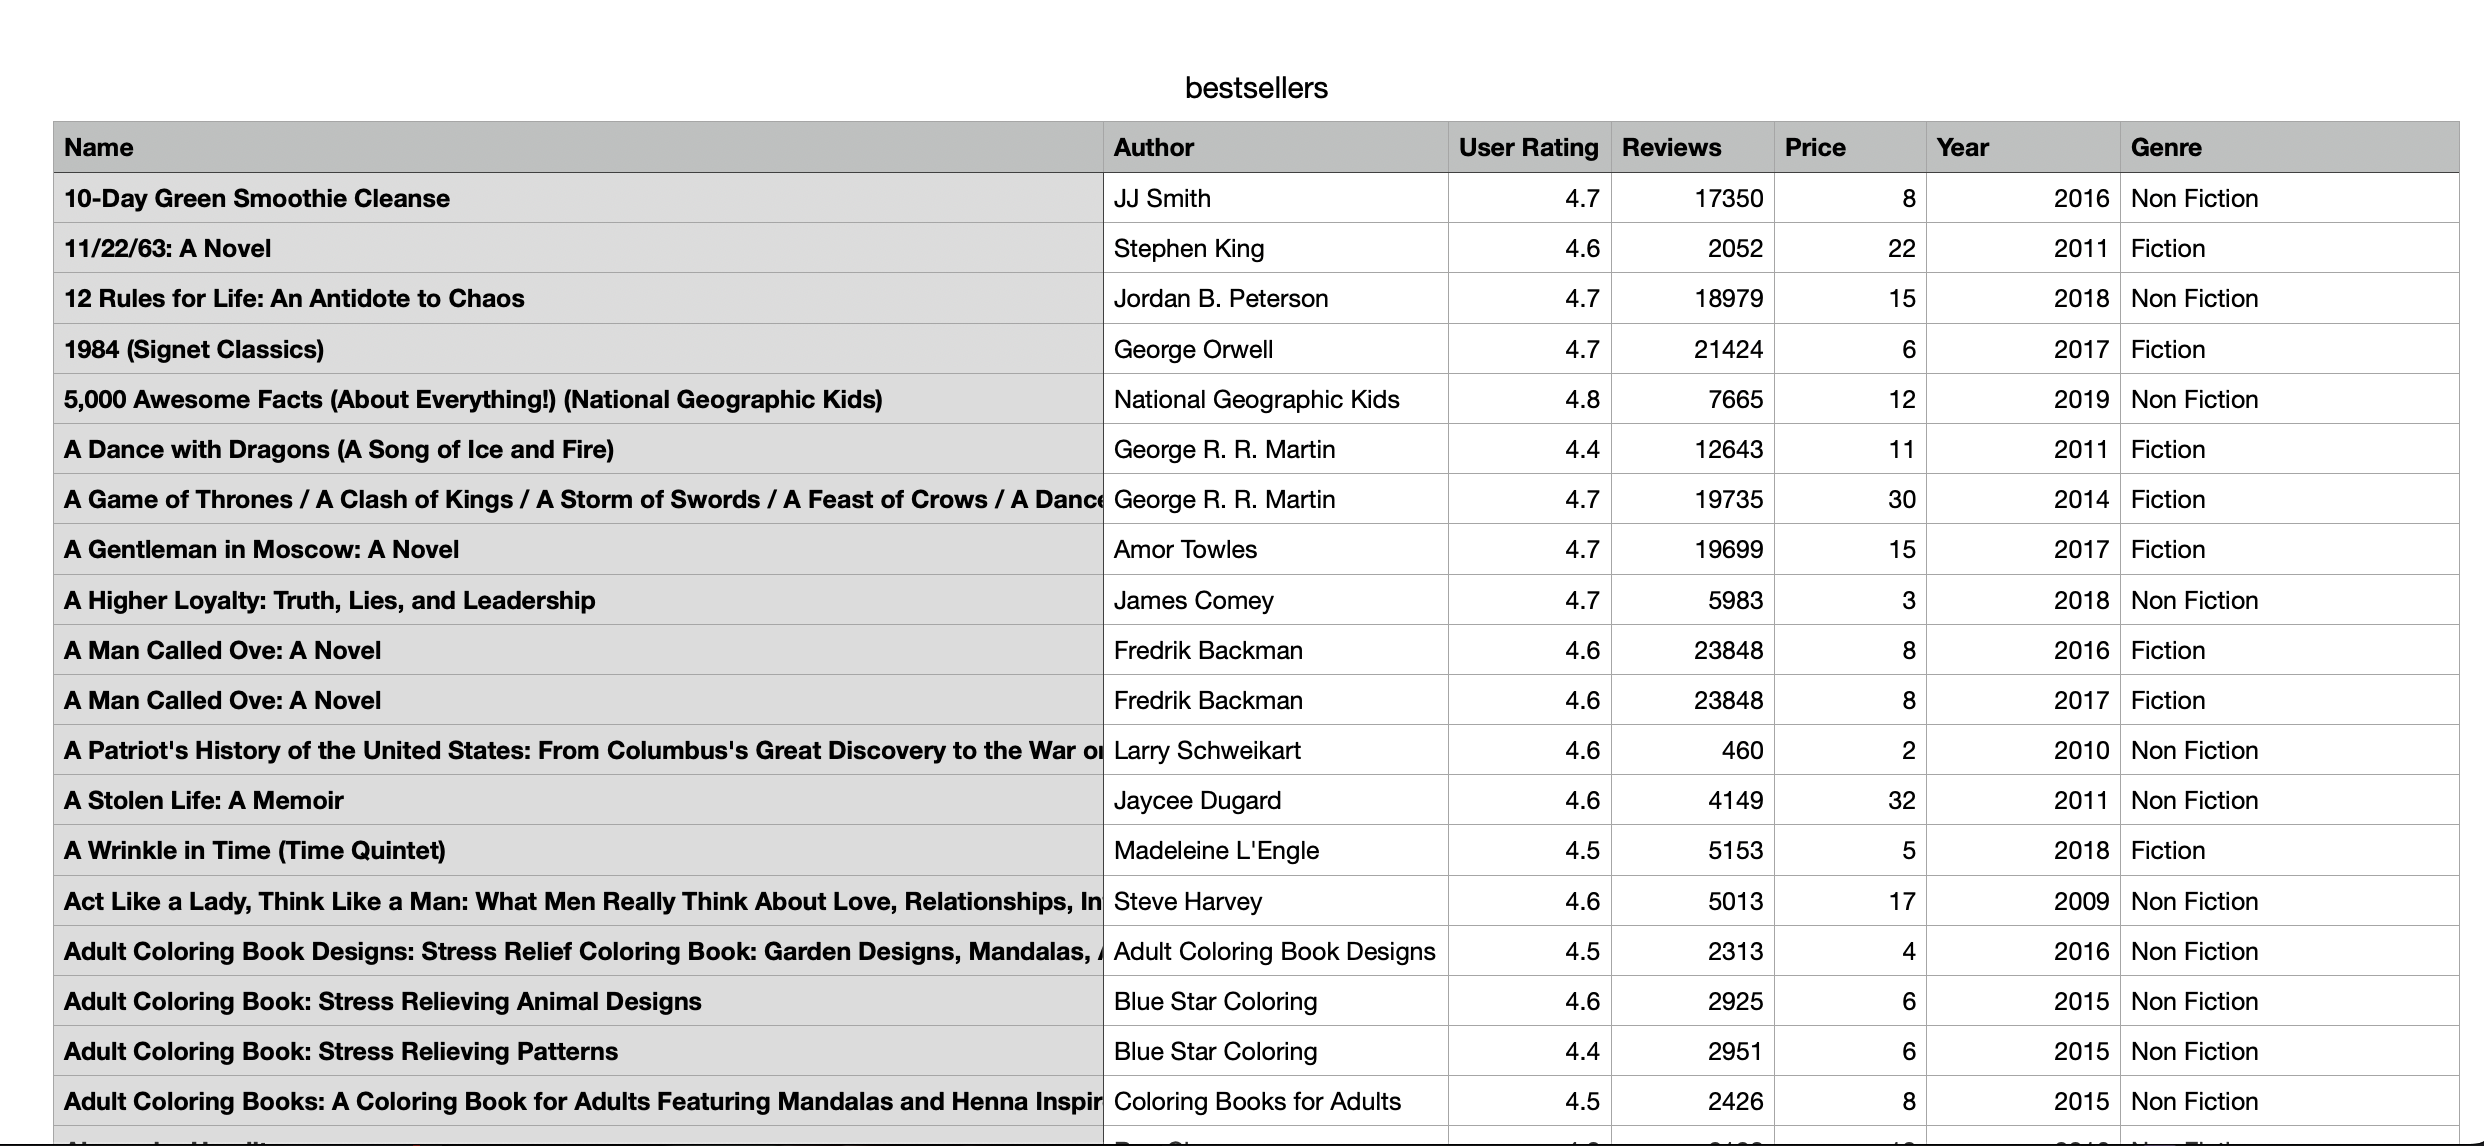 bestsellers
Name Author User Rating Reviews Price Year Genre
10-Day Green Smoothie Cleanse JJ Smith 4.7 17350 8 2016 Non Fiction
11/22/63: A Novel Stephen King 4.6 2052 22 2011 Fiction
12 Rules for Life: An Antidote to Chaos Jordan B. Peterson 4.7 18979 15 2018 Non Fiction
1984 (Signet Classics) George Orwell 4.7 21424 6 2017 Fiction
5,000 Awesome Facts (About Everything!) (National Geographic Kids) National Geographic Kids 4.8 7665 12 2019 Non Fiction
A Dance with Dragons (A Song of Ice and Fire) George R. R. Martin 4.4 12643 11 2011 Fiction
A Game of Thrones / A Clash of Kings / A Storm of Swords / A Feast of Crows / A Dance George R. R. Martin 4.7 19735 30 2014 Fiction
A Gentleman in Moscow: A Novel Amor Towles 4.7 19699 15 2017 Fiction
A Higher Loyalty: Truth, Lies, and Leadership James Comey 4.7 5983 3 2018 Non Fiction
A Man Called Ove: A Novel Fredrik Backman 4.6 23848 8 2016 Fiction
A Man Called Ove: A Novel Fredrik Backman 4.6 23848 8 2017 Fiction
A Patriot's History of the United States: From Columbus's Great Discovery to the War Larry Schweikart 4.6 460 2 2010 Non Fiction
A Stolen Life: A Memoir Jaycee Dugard 4.6 4149 32 2011 Non Fiction
A Wrinkle in Time (Time Quintet) Madeleine L'Engle 4.5 5153 5 2018 Fiction
Act Like a Lady, Think Like a Man: What Men Really Think About Love, Relationships, Steve Harvey 4.6 5013 17 2009 Non Fiction
Adult Coloring Book Designs: Stress Relief Coloring Book: Garden Designs, Mandalas, Adult Coloring Book Designs 4.5 2313 4 2016 Non Fiction
Adult Coloring Book: Stress Relieving Animal Designs Blue Star Coloring 4.6 2925 6 2015 Non Fiction
Adult Coloring Book: Stress Relieving Patterns Blue Star Coloring 4.4 2951 6 2015 Non Fiction
Adult Coloring Books: A Coloring Book for Adults Featuring Mandalas and Henna Inspir Coloring Books for Adults 4.5 2426 8 2015 Non Fiction